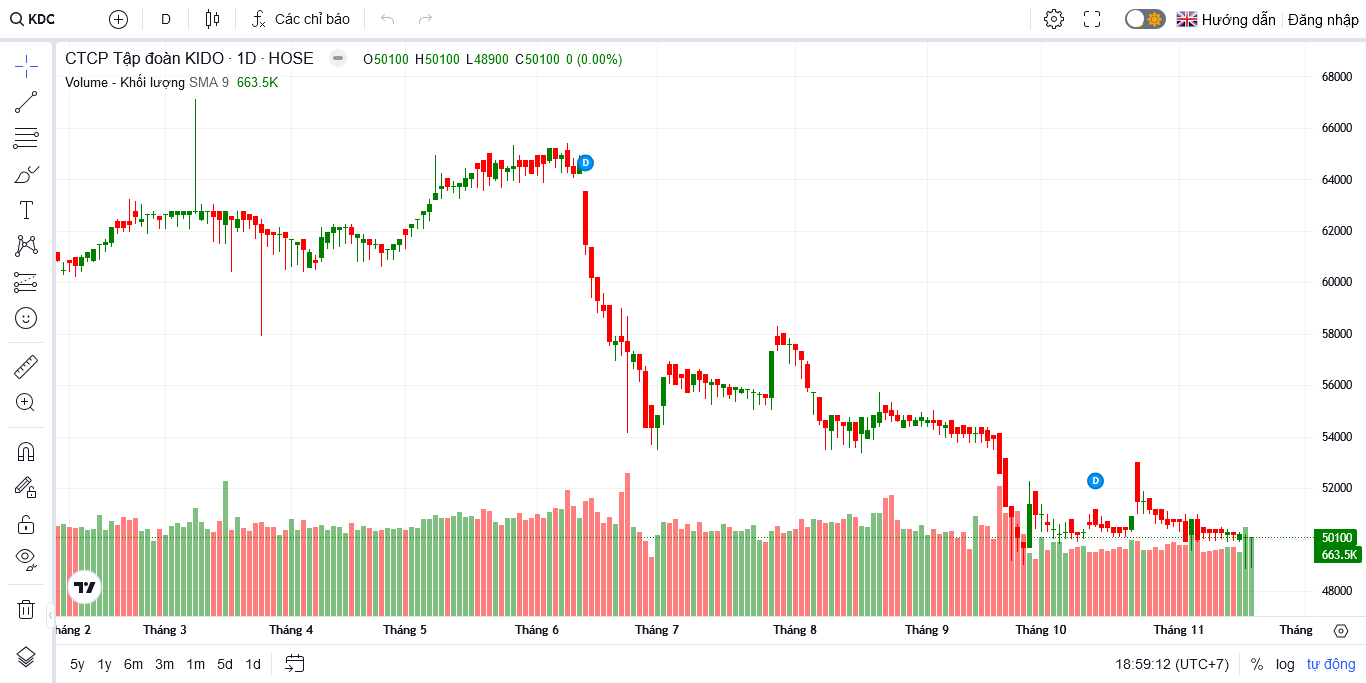 KDC D Các chỉ báo Hướng dẫn Đăng nhập
CTCP Tập đoàn KIDO · 1D · HOSE O50100 H50100 L48900 C50100 0 (0.00%)
Volume - Khối lượng SMA 9 663.5K
68000
66000
64000
62000
60000
58000
56000
54000
52000
50100
663.5K
48000
D
D
háng 2 Tháng 3 Tháng 4 Tháng 5 Tháng 6 Tháng 7 Tháng 8 Tháng 9 Tháng 10 Tháng 11 Tháng
5y 1y 6m 3m 1m 5d 1d 18:59:12 (UTC+7) % log tự động